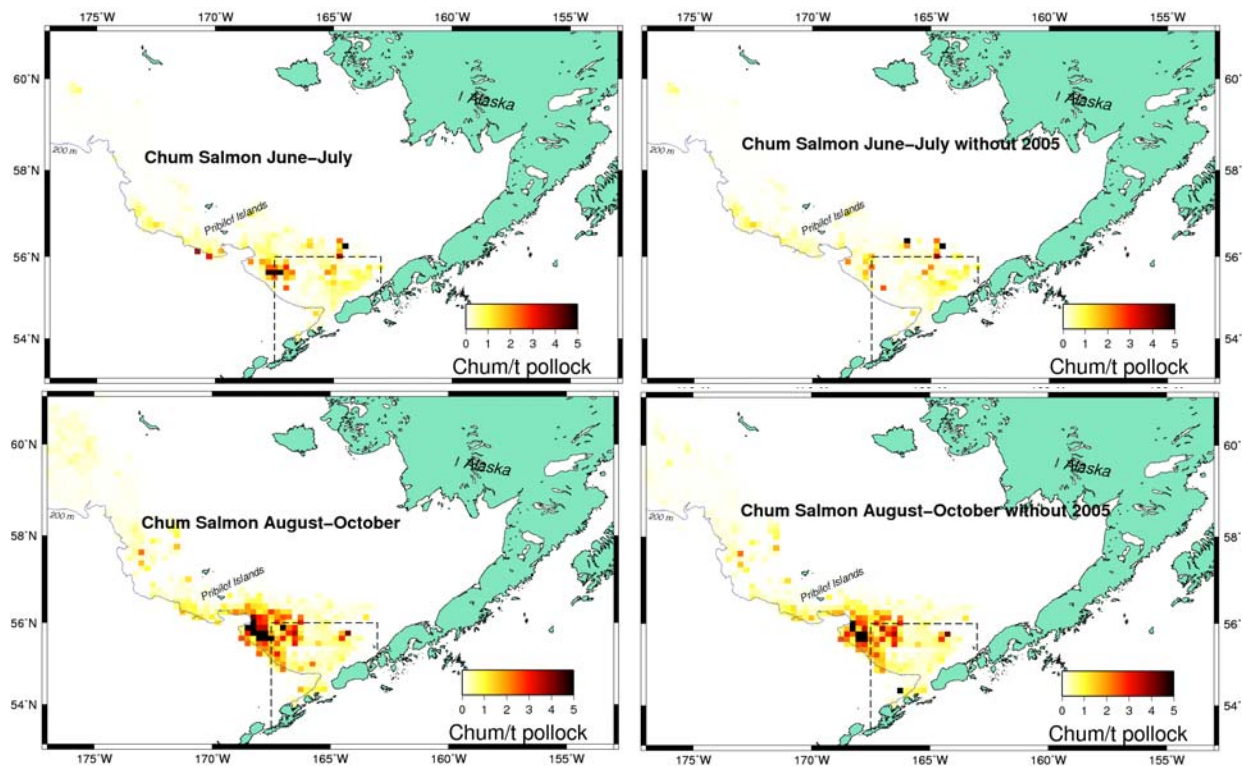 175˚W 170˚W 165˚W 160˚W 155˚W
175˚W 170˚W 165˚W 160˚W 155˚W
60˚N
Alaska
Alaska
60˚N
200 m
Chum Salmon June−July
200 m
Chum Salmon June−July without 2005
58˚N
58˚N
Pribilof Islands
Pribilof Islands
56˚N
56˚N
54˚N
0 1 2 3 4 5
0 1 2 3 4 5
54˚N
Chum/t pollock
Chum/t pollock
60˚N
Alaska
Alaska
60˚N
200 m
Chum Salmon August−October
200 m
Chum Salmon August−October without 2005
58˚N
58˚N
Pribilof Islands
Pribilof Islands
56˚N
56˚N
54˚N
0 1 2 3 4 5
0 1 2 3 4 5
54˚N
Chum/t pollock
Chum/t pollock
175˚W 170˚W 165˚W 160˚W 155˚W
175˚W 170˚W 165˚W 160˚W 155˚W